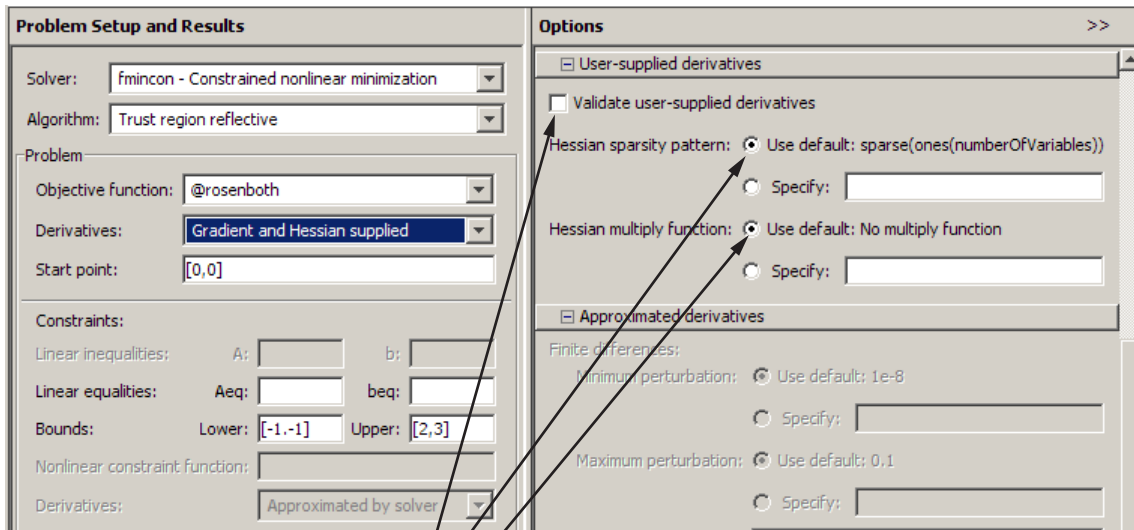 Problem Setup and Results
Solver: fmincon - Constrained nonlinear minimization
Algorithm: Trust region reflective
Problem
Objective function: @rosenboth
Derivatives: Gradient and Hessian supplied
Start point: [0,0]
Constraints:
Linear inequalities: A: b:
Linear equalities: Aeq: beq:
Bounds: Lower: [-1.-1] Upper: [2,3]
Nonlinear constraint function:
Derivatives: Approximated by solver
Options >>
User-supplied derivatives
Validate user-supplied derivatives
Hessian sparsity pattern: Use default: sparse(ones(numberOfVariables))
Specify:
Hessian multiply function: Use default: No multiply function
Specify:
Approximated derivatives
Finite differences:
Minimum perturbation: Use default: 1e-8
Specify:
Maximum perturbation: Use default: 0.1
Specify: